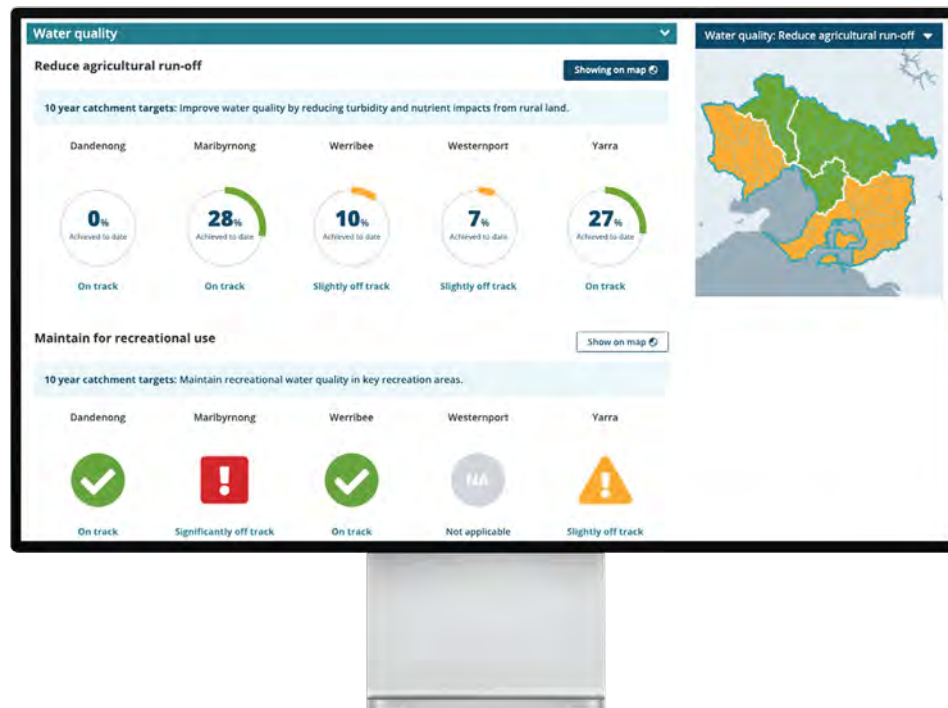 Water quality
Water quality: Reduce agricultural run-off
Reduce agricultural run-off
Showing on map
10 year catchment targets: Improve water quality by reducing turbidity and nutrient impacts from rural land.
Dandenong Maribyrnong Werribee Westernport Yarra
0% 28% 10% 7% 27%
Achieved to date Achieved to date Achieved to date Achieved to date Achieved to date
On track On track Slightly off track Slightly off track On track
Maintain for recreational use
Show on map
10 year catchment targets: Maintain recreational water quality in key recreation areas.
Dandenong Maribyrnong Werribee Westernport Yarra
! NA !
On track Significantly off track On track Not applicable Slightly off track